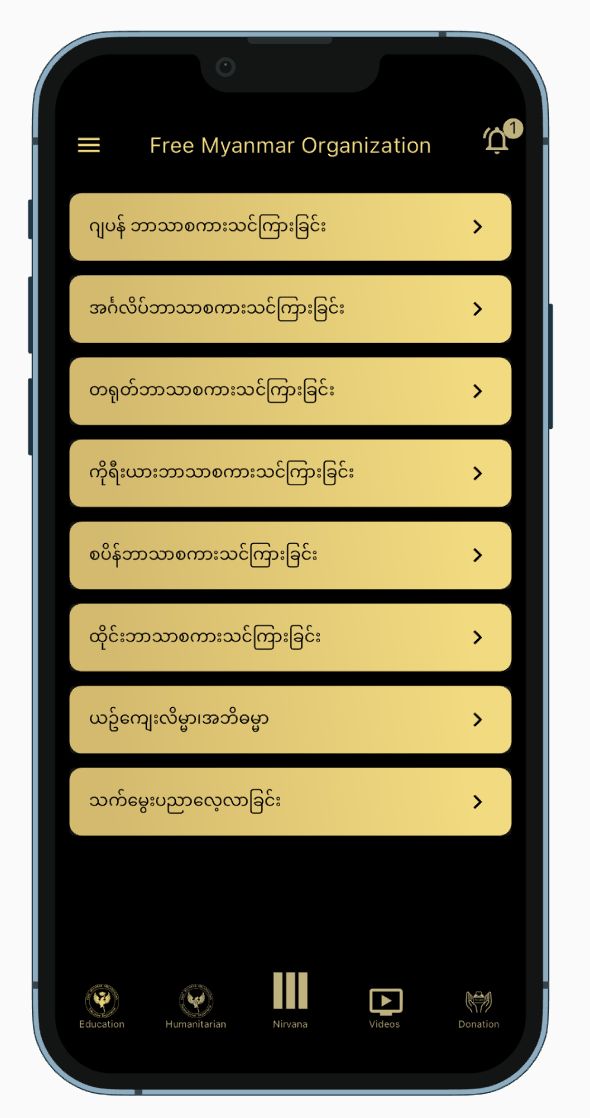 1
Free Myanmar Organization
ဂျပန် ဘာသာစကားသင်ကြားခြင်း
အင်္ဂလိပ်ဘာသာစကားသင်ကြားခြင်း
တရုတ်ဘာသာစကားသင်ကြားခြင်း
ကိုရီးယားဘာသာစကားသင်ကြားခြင်း
စပိန်ဘာသာစကားသင်ကြားခြင်း
ထိုင်းဘာသာစကားသင်ကြားခြင်း
ယဥ်ကျေးလိမ္မာ၊အဘိဓမ္မာ
သက်မွေးပညာလေ့လာခြင်း
Education Humanitarian Nirvana Videos Donation